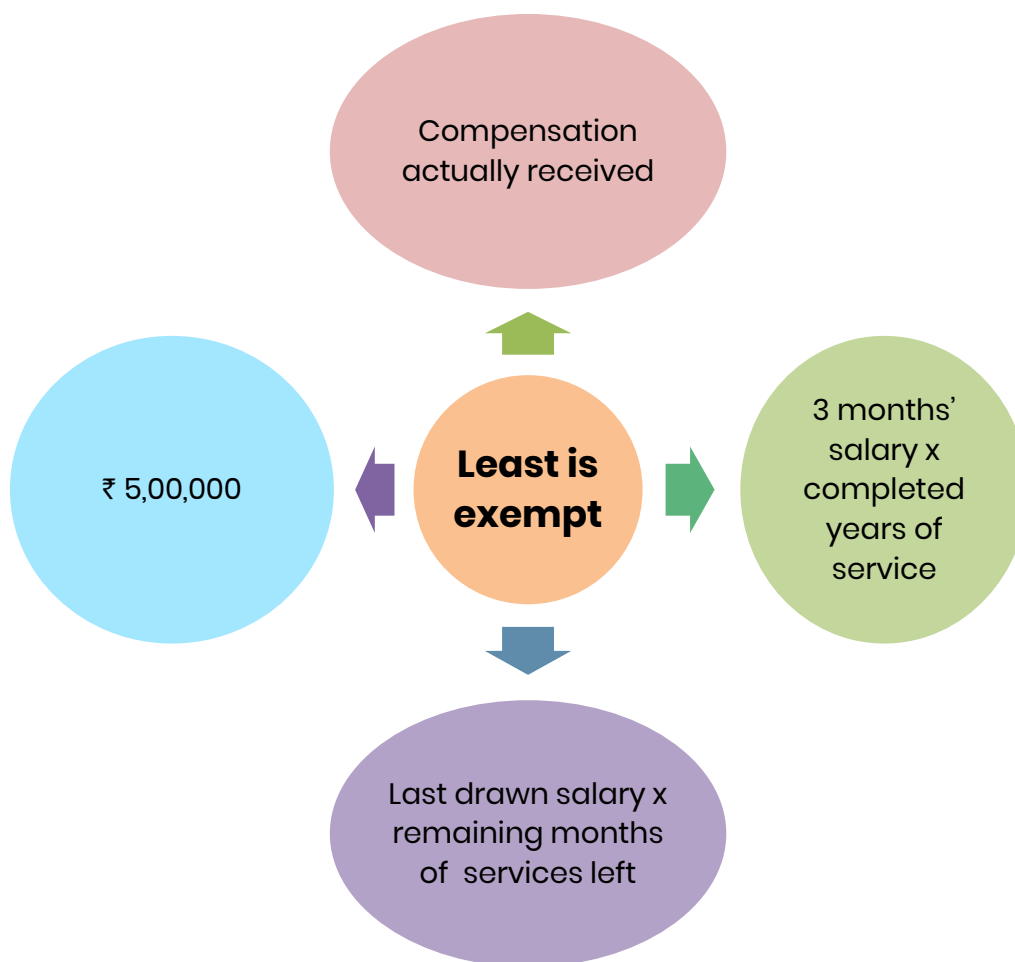 Compensation
actually received
₹ 5,00,000
Least is
exempt
3 months’
salary x
completed
years of
service
Last drawn salary x
remaining months
of services left